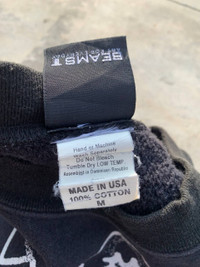 BEAMS T
Hand or Machine
Wash Separately
Do Not Bleach
Tumble Dry LOW TEMP
MADE IN USA
100% COTTON
M